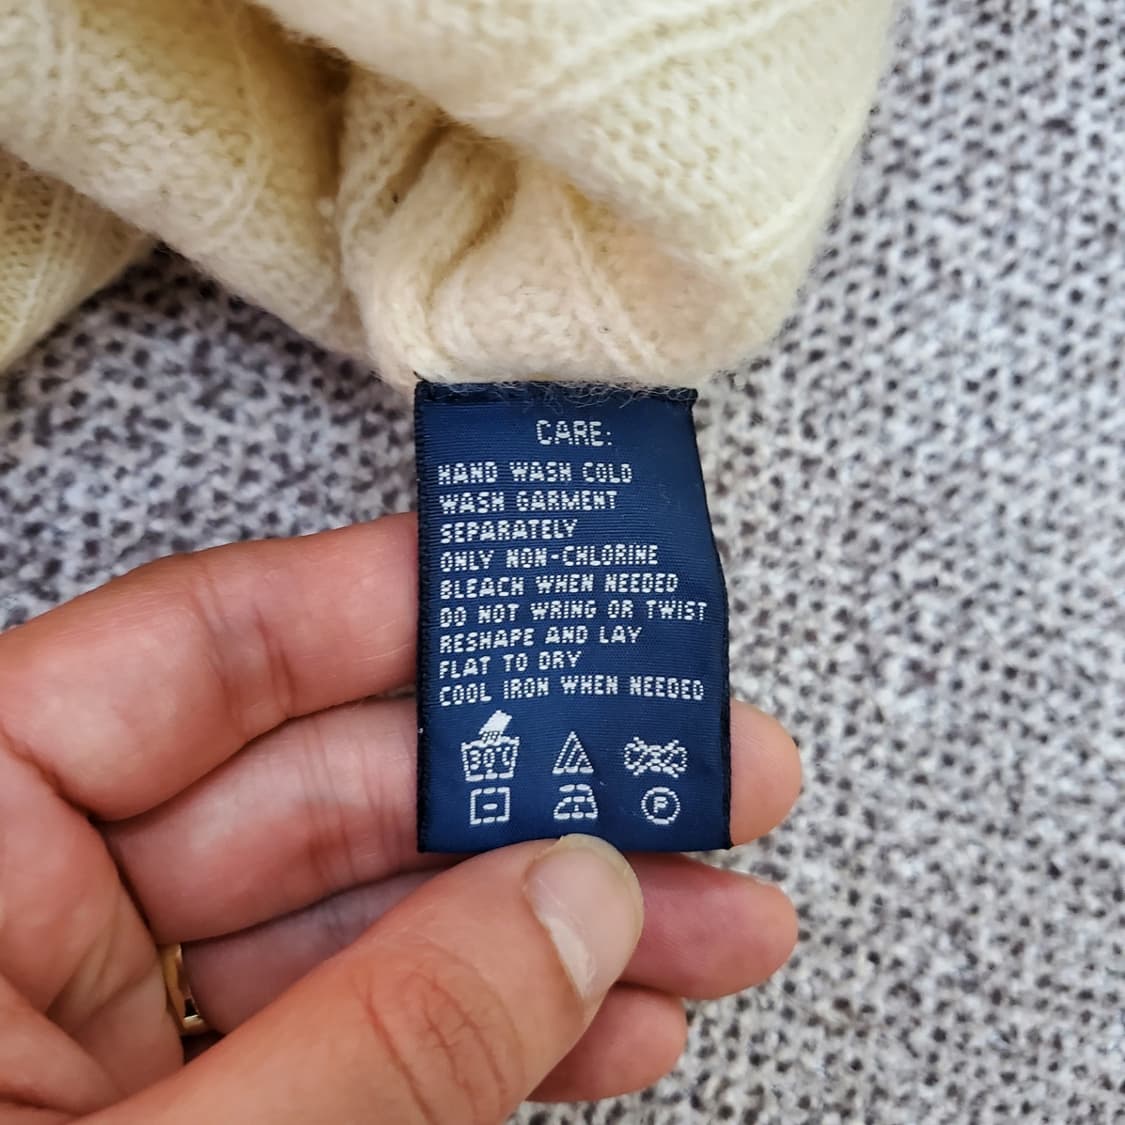 CARE:
HAND WASH COLD
WASH GARMENT
SEPARATELY
ONLY NON-CHLORINE
BLEACH WHEN NEEDED
DO NOT WRING OR TWIST
RESHAPE AND LAY
FLAT TO DRY
COOL IRON WHEN NEEDED
30°C
P